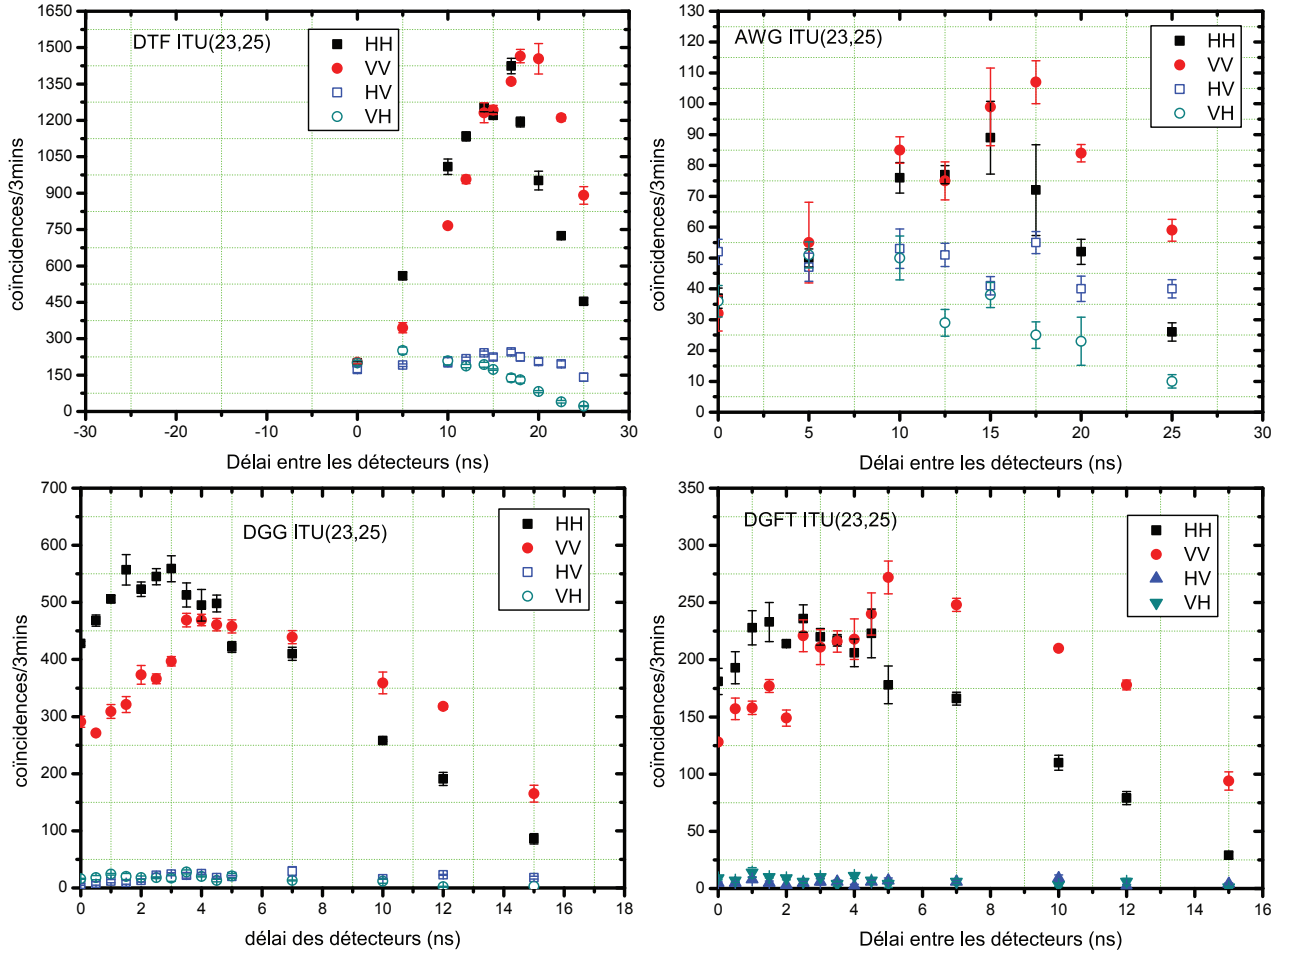 DTF ITU(23,25)
HH
VV
HV
VH
coïncidences/3mins
1650
1500
1350
1200
1050
900
750
600
450
300
150
0
-30
-20
-10
0
10
20
30
Délai entre les détecteurs (ns)
AWG ITU(23,25)
HH
VV
HV
VH
coïncidences/3mins
130
120
110
100
90
80
70
60
50
40
30
20
10
0
0
5
10
15
20
25
30
Délai entre les détecteurs (ns)
DGG ITU(23,25)
HH
VV
HV
VH
coïncidences/3mins
700
600
500
400
300
200
100
0
0
2
4
6
8
10
12
14
16
18
délai des détecteurs (ns)
DGFT ITU(23,25)
HH
VV
HV
VH
coïncidences/3mins
350
300
250
200
150
100
50
0
0
2
4
6
8
10
12
14
16
Délai entre les détecteurs (ns)